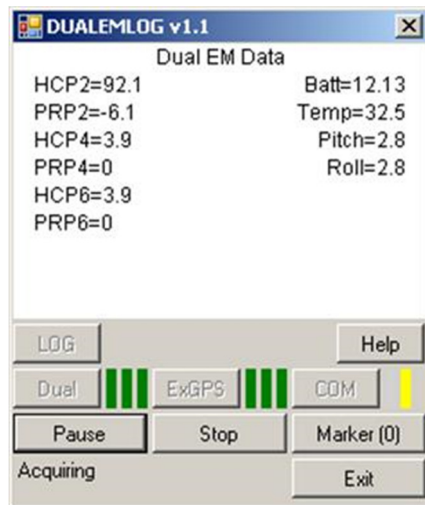 DUALEMLOG v1.1
Dual EM Data
HCP2=92.1 Batt=12.13
PRP2=-6.1 Temp=32.5
HCP4=3.9 Pitch=2.8
PRP4=0 Roll=2.8
HCP6=3.9
PRP6=0
LOG Help
Dual ExGPS COM
Pause Stop Marker (0)
Acquiring Exit